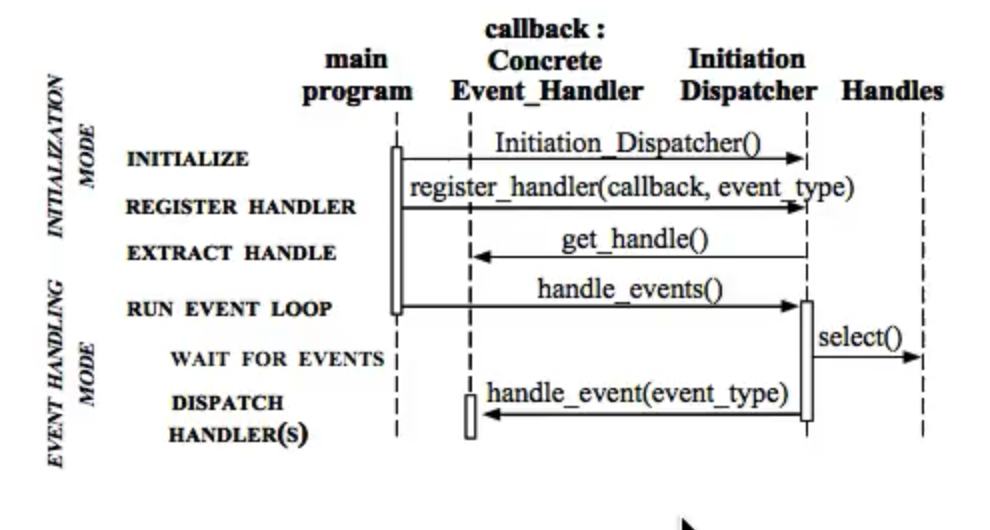 callback :
main Concrete Initiation
program Event_Handler Dispatcher Handles
INITIALIZATION
MODE
INITIALIZE
Initiation_Dispatcher()
REGISTER HANDLER
register_handler(callback, event_type)
EXTRACT HANDLE
get_handle()
EVENT HANDLING
MODE
RUN EVENT LOOP
handle_events()
WAIT FOR EVENTS
select()
DISPATCH
HANDLER(S)
handle_event(event_type)